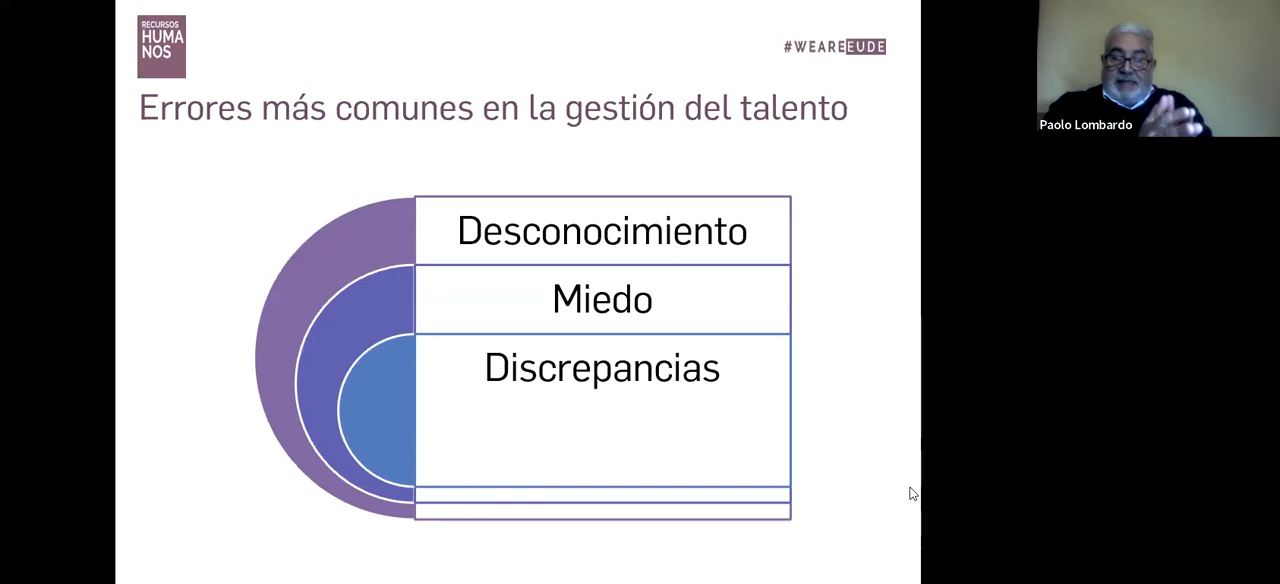 RECURSOS
HUMA
NOS
#WEAREEUDE
Errores más comunes en la gestión del talento
Desconocimiento
Miedo
Discrepancias
Paolo Lombardo